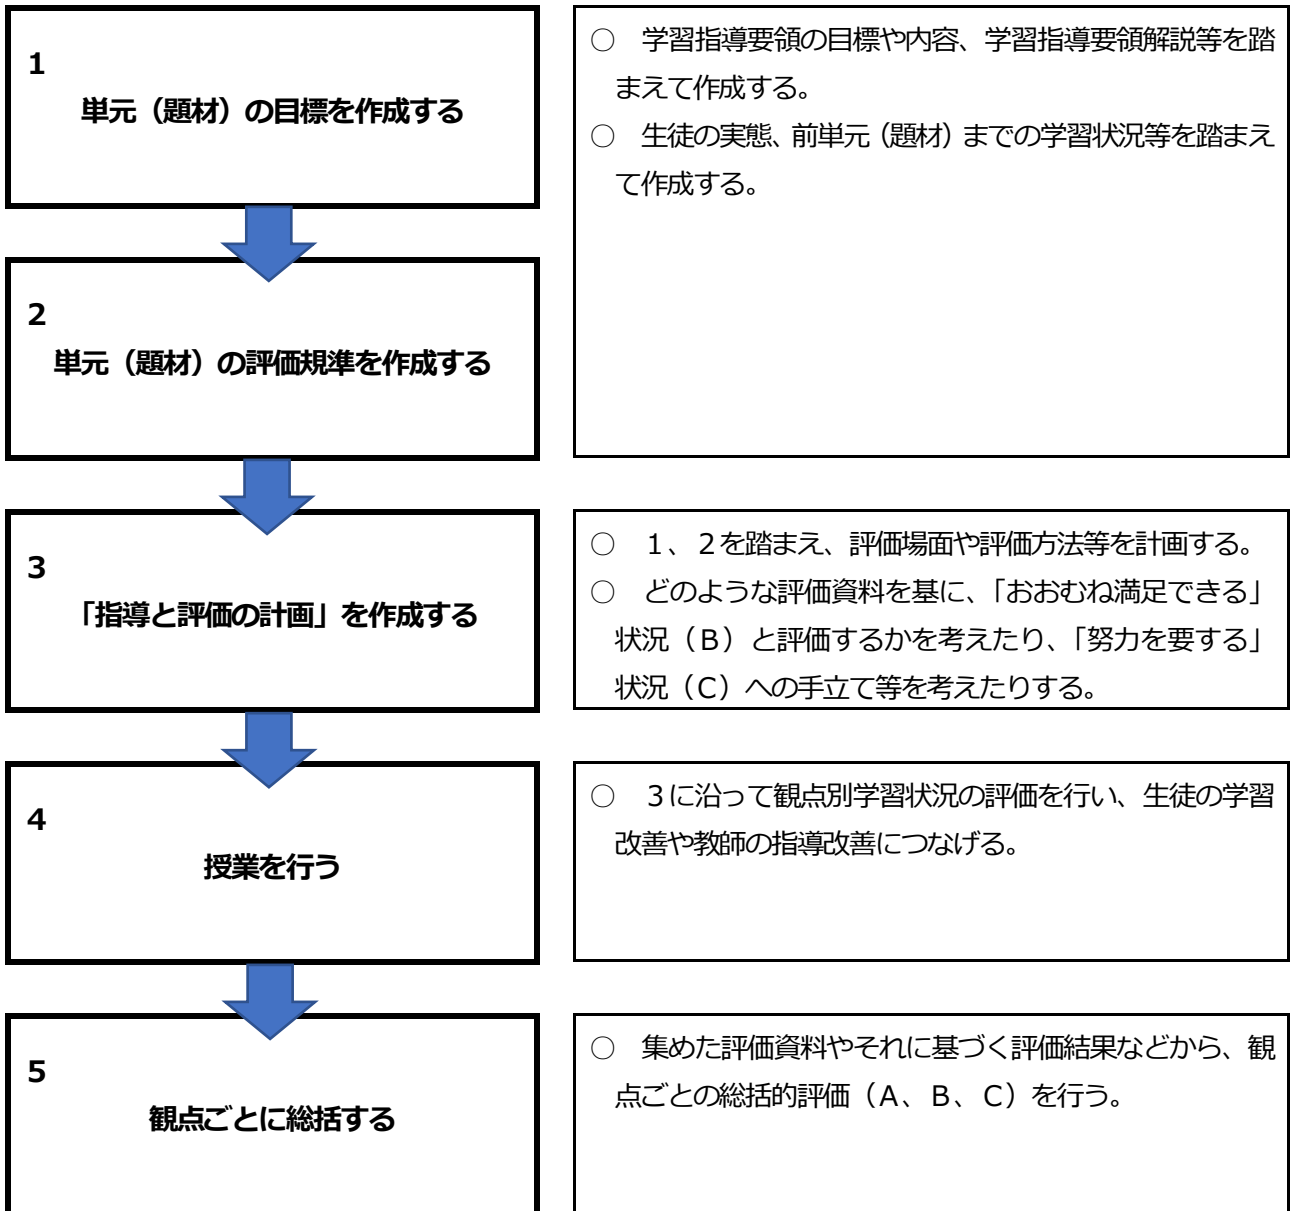 1
単元（題材）の目標を作成する
○　学習指導要領の目標や内容、学習指導要領解説等を踏
まえて作成する。
○　生徒の実態、前単元（題材）までの学習状況等を踏まえ
て作成する。
2
単元（題材）の評価規準を作成する
3
「指導と評価の計画」を作成する
○　１、２を踏まえ、評価場面や評価方法等を計画する。
○　どのような評価資料を基に、「おおむね満足できる」
状況（Ｂ）と評価するかを考えたり、「努力を要する」
状況（Ｃ）への手立て等を考えたりする。
4
授業を行う
○　３に沿って観点別学習状況の評価を行い、生徒の学習
改善や教師の指導改善につなげる。
5
観点ごとに総括する
○　集めた評価資料やそれに基づく評価結果などから、観
点ごとの総括的評価（Ａ、Ｂ、Ｃ）を行う。